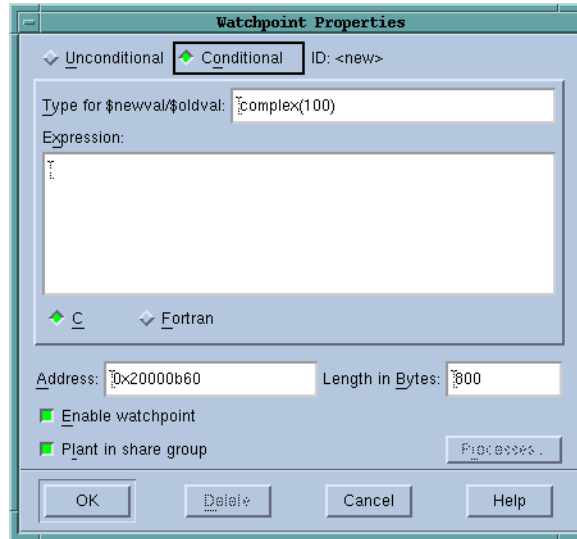 Watchpoint Properties
Unconditional Conditional ID: <new>
Type for $newval/$oldval: complex(100)
Expression:
C Fortran
Address: 0x20000b60 Length in Bytes: 800
Enable watchpoint
Plant in share group Processes.
OK Delete Cancel Help